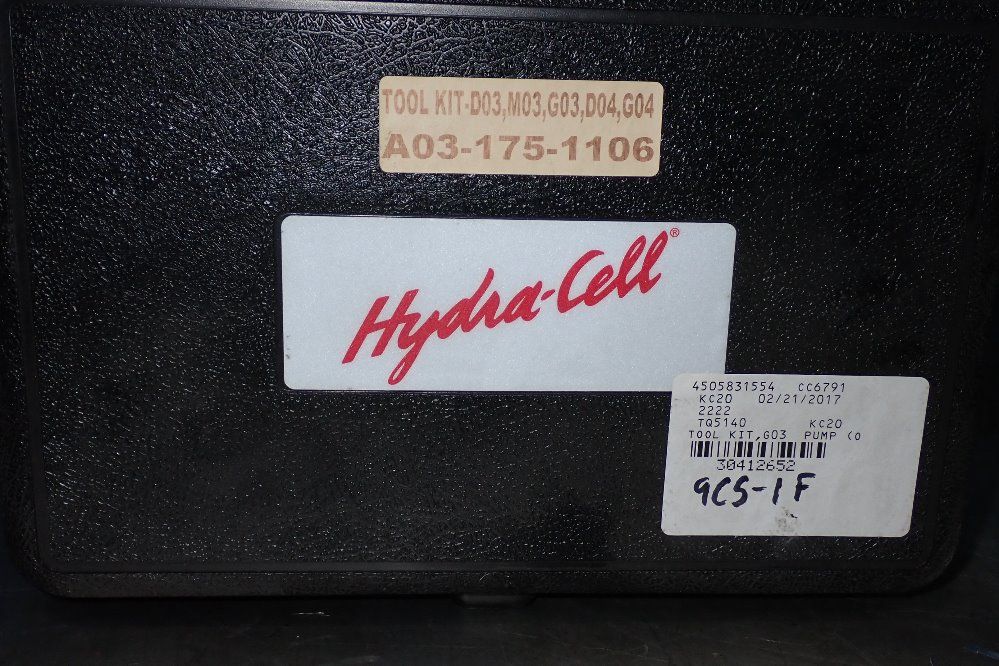 TOOL KIT-D03,M03,G03,D04,G04
A03-175-1106
Hydra-Cell®
4505831554 CC6791
KC20 02/21/2017
2222
TQ5140 KC20
TOOL KIT,G03 PUMP (O
30412652
9CS-1F